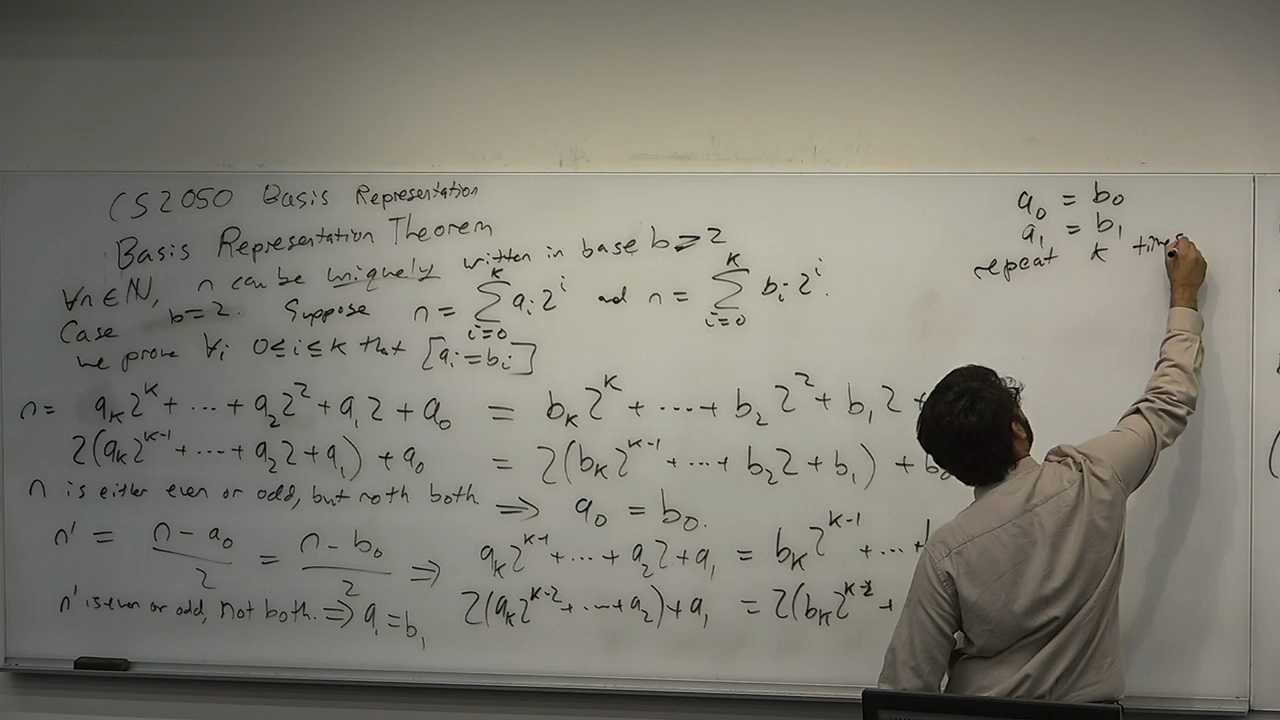 CS2050 Basis Representation
Basis Representation Theorem
∀n∈ℕ, n can be uniquely written in base b ≥ 2
Case b=2. Suppose n = ∑_{i=0}^{K} a_i 2^i and n = ∑_{i=0}^{K} b_i 2^i.
we prove ∀i 0≤i≤k that [a_i = b_i]
n = a_K 2^K + ... + a_2 2^2 + a_1 2 + a_0 = b_K 2^K + ... + b_2 2^2 + b_1 2 +
2(a_K 2^{K-1} + ... + a_2 2 + a_1) + a_0 = 2(b_K 2^{K-1} + ... + b_2 2 + b_1) + b_0
n is either even or odd, but noth both ⟹ a_0 = b_0.
n' = (n - a_0)/2 = (n - b_0)/2 ⟹ a_K 2^{K-1} + ... + a_2 2 + a_1 = b_K 2^{K-1} + ...+
n' is even or odd, not both. ⟹ a_1 = b_1 2(a_K 2^{K-2} + ... + a_2) + a_1 = 2(b_K 2^{K-2} +
a_0 = b_0
a_1 = b_1
repeat k times